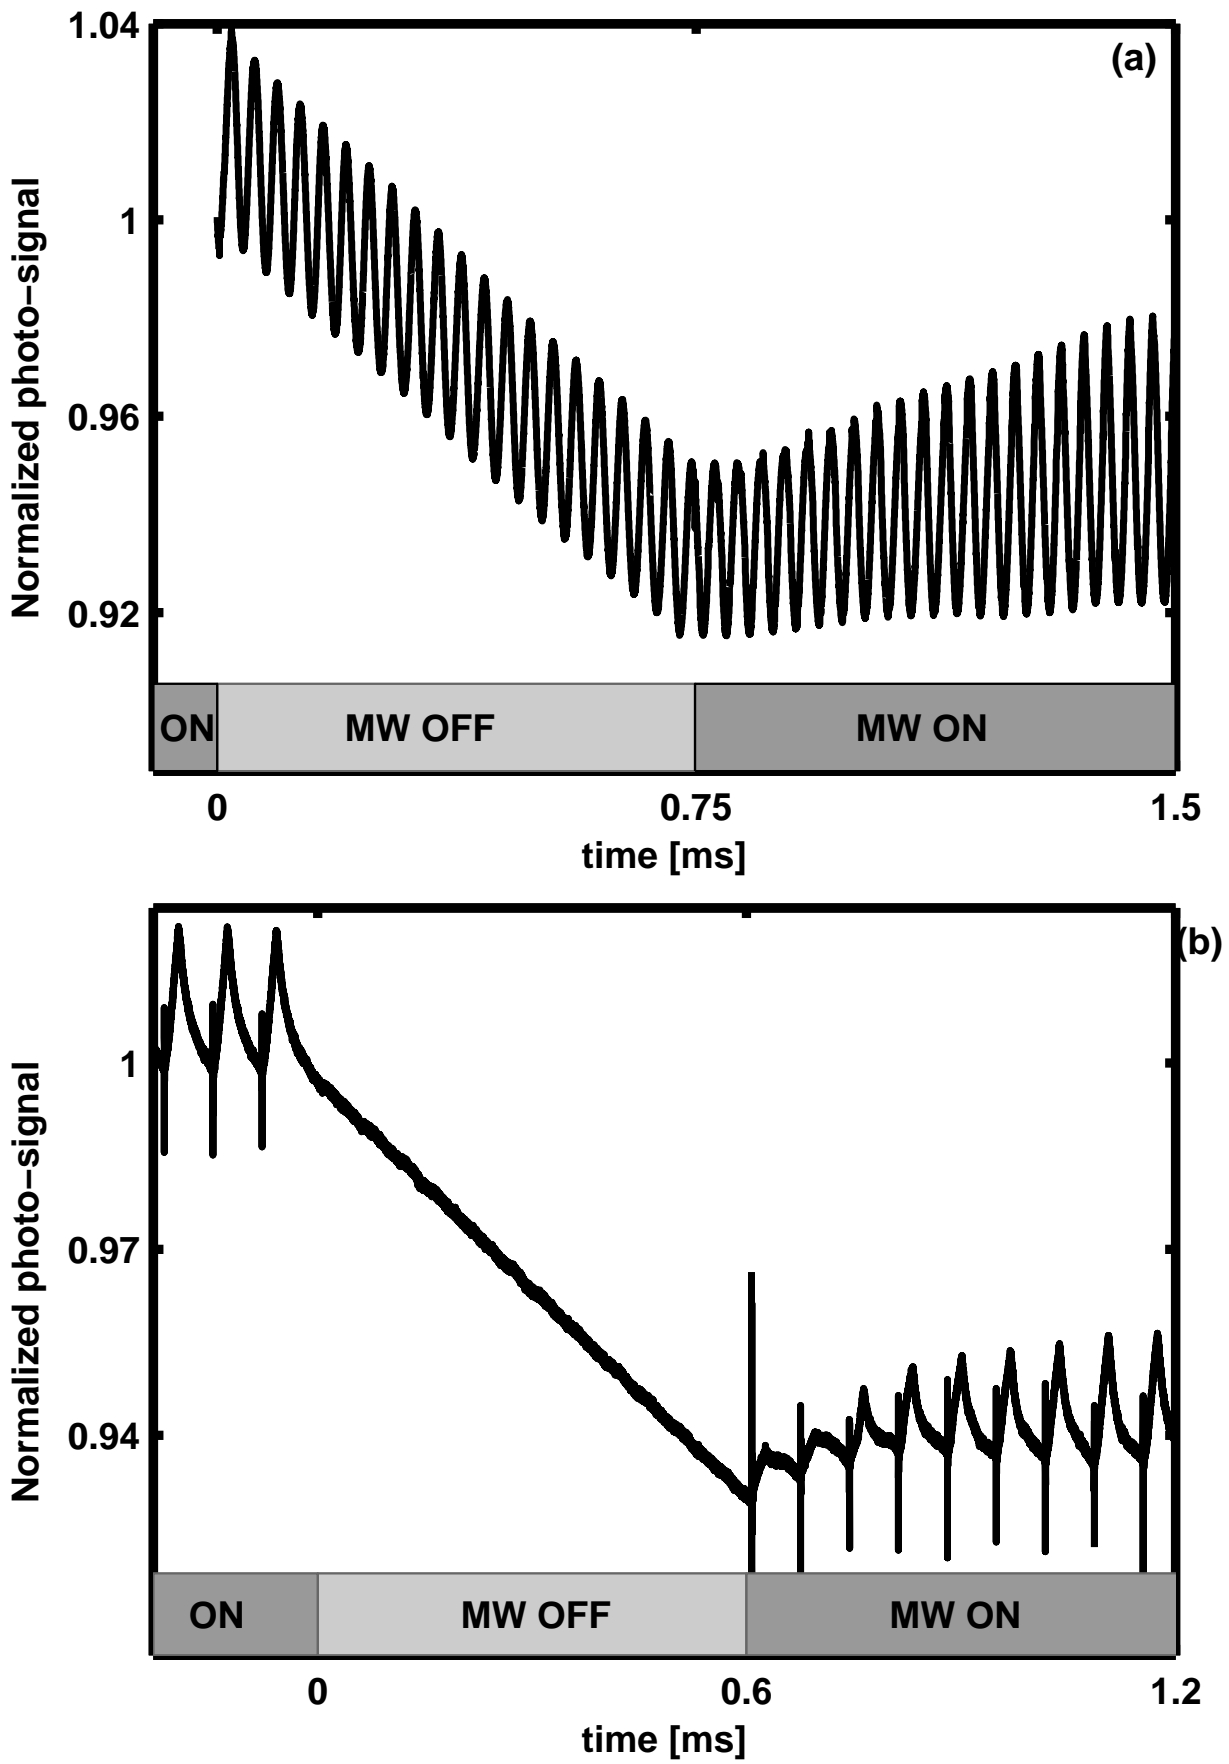 1.04
(a)
1
0.96
0.92
Normalized photo−signal
ON
MW OFF
MW ON
0
0.75
1.5
time [ms]
(b)
1
0.97
0.94
Normalized photo−signal
ON
MW OFF
MW ON
0
0.6
1.2
time [ms]